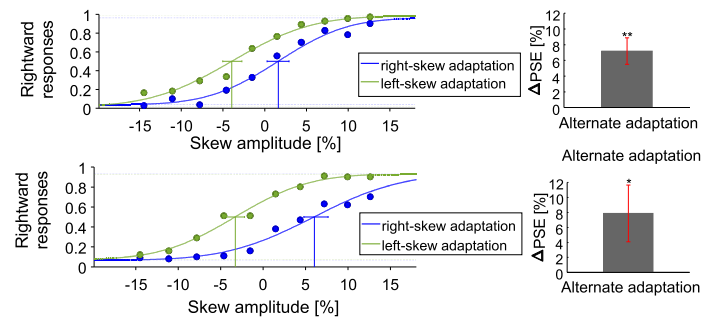 Rightward
responses
1
0.8
0.6
0.4
0.2
0
-15 -10 -5 0 5 10 15
Skew amplitude [%]
right-skew adaptation
left-skew adaptation
ΔPSE [%]
12
10
8
6
4
2
0
**
Alternate adaptation
Alternate adaptation
Rightward
responses
1
0.8
0.6
0.4
0.2
0
-15 -10 -5 0 5 10 15
Skew amplitude [%]
right-skew adaptation
left-skew adaptation
ΔPSE [%]
12
10
8
6
4
2
0
*
Alternate adaptation